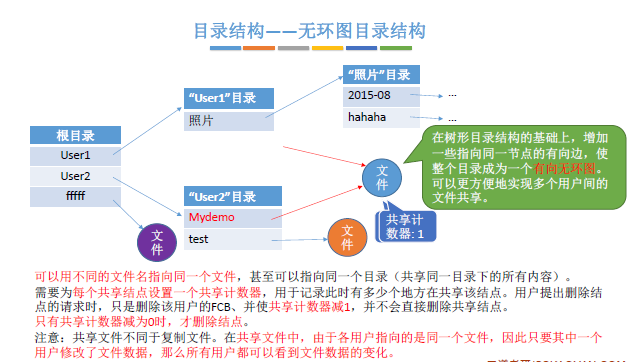 目录结构——无环图目录结构
“照片”目录
2015-08
...
hahaha
...
“User1”目录
照片
根目录
User1
User2
fffff
在树形目录结构的基础上，增加
一些指向同一节点的有向边，使
整个目录成为一个有向无环图。
可以更方便地实现多个用户间的
文件共享。
文
件
共享计
数器: 1
“User2”目录
Mydemo
test
文
件
文
件
可以用不同的文件名指向同一个文件，甚至可以指向同一个目录（共享同一目录下的所有内容）。
需要为每个共享结点设置一个共享计数器，用于记录此时有多少个地方在共享该结点。用户提出删除结
点的请求时，只是删除该用户的FCB、并使共享计数器减1，并不会直接删除共享结点。
只有共享计数器减为0时，才删除结点。
注意：共享文件不同于复制文件。在共享文件中，由于各用户指向的是同一个文件，因此只要其中一个
用户修改了文件数据，那么所有用户都可以看到文件数据的变化。